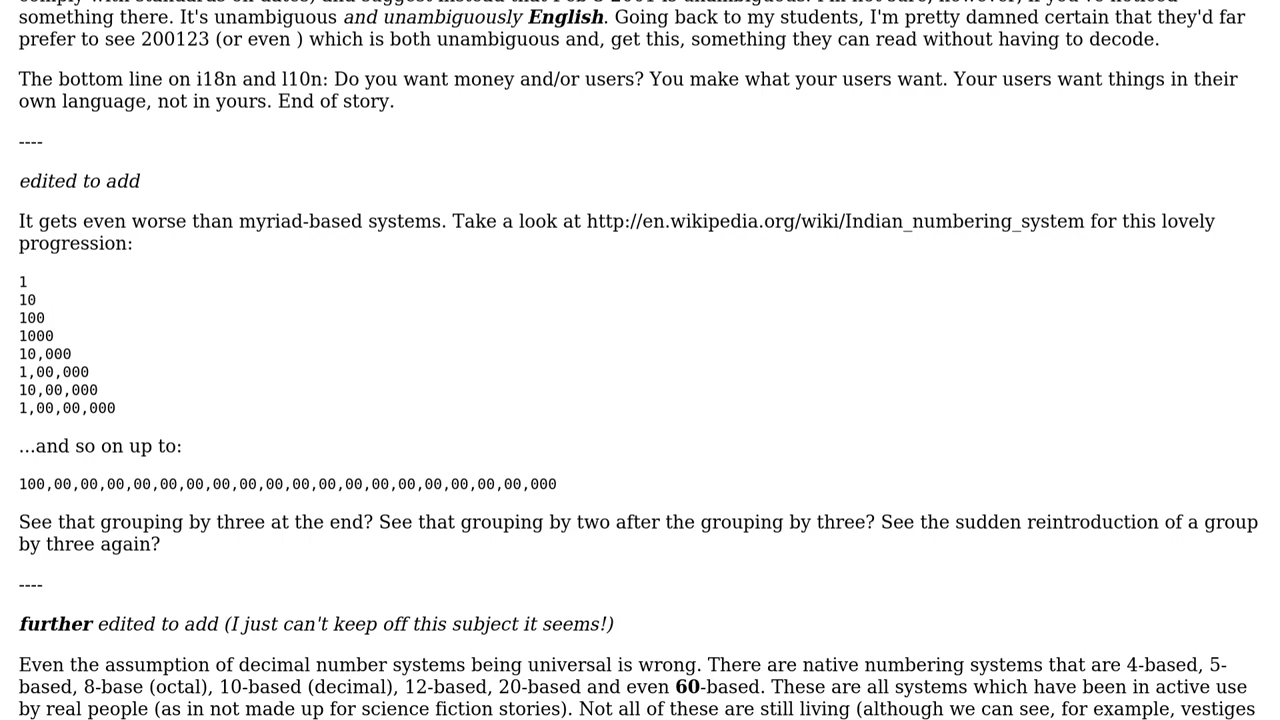 something there. It's unambiguous and unambiguously English. Going back to my students, I'm pretty damned certain that they'd far
prefer to see 200123 (or even ) which is both unambiguous and, get this, something they can read without having to decode.
The bottom line on i18n and l10n: Do you want money and/or users? You make what your users want. Your users want things in their
own language, not in yours. End of story.
----
edited to add
It gets even worse than myriad-based systems. Take a look at http://en.wikipedia.org/wiki/Indian_numbering_system for this lovely
progression:
1
10
100
1000
10,000
1,00,000
10,00,000
1,00,00,000
...and so on up to:
100,00,00,00,00,00,00,00,00,00,00,00,00,00,00,00,00,00,00,00,000
See that grouping by three at the end? See that grouping by two after the grouping by three? See the sudden reintroduction of a group
by three again?
----
further edited to add (I just can't keep off this subject it seems!)
Even the assumption of decimal number systems being universal is wrong. There are native numbering systems that are 4-based, 5-
based, 8-base (octal), 10-based (decimal), 12-based, 20-based and even 60-based. These are all systems which have been in active use
by real people (as in not made up for science fiction stories). Not all of these are still living (although we can see, for example, vestiges